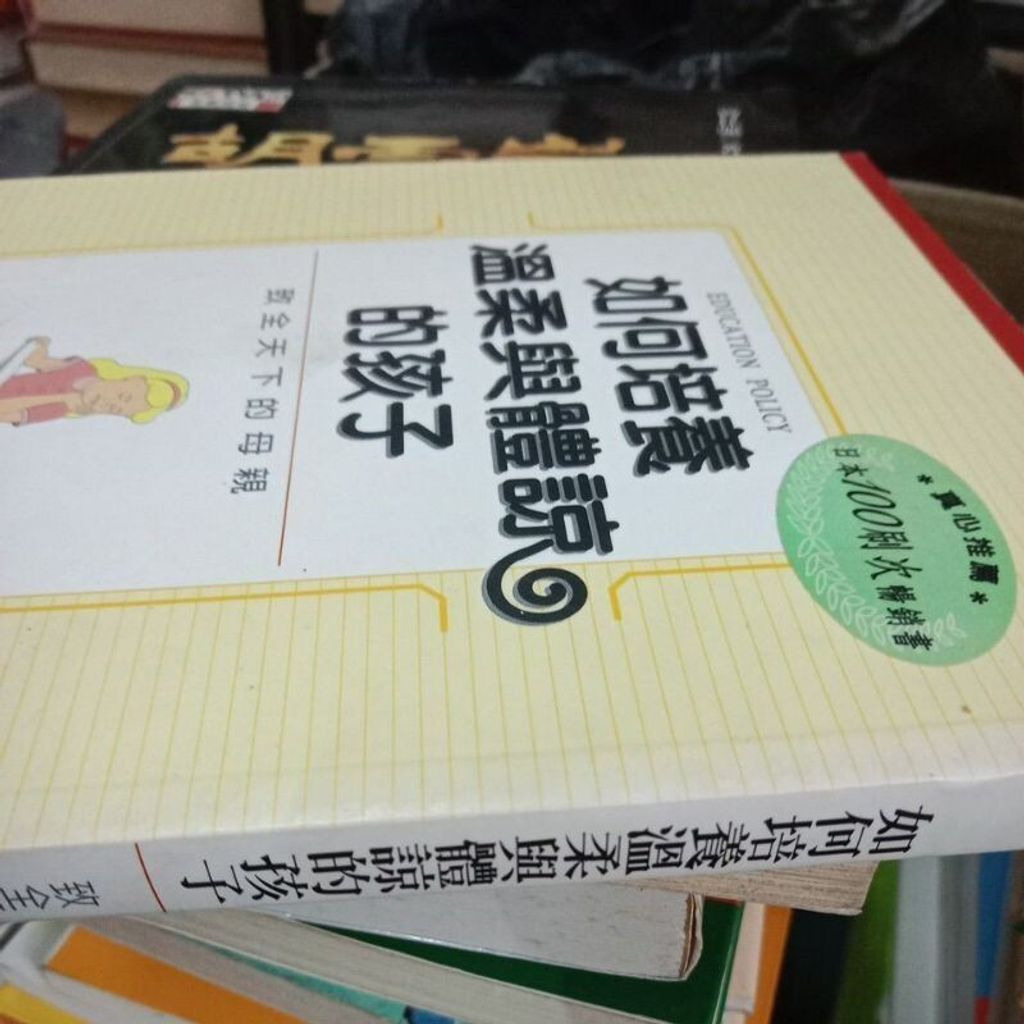 EDUCATION POLICY
如何培養
溫柔與體諒
的孩子
致全天下的母親
*真心推薦*
日本100刷次暢銷書
如何培養溫柔與體諒的孩子
致全